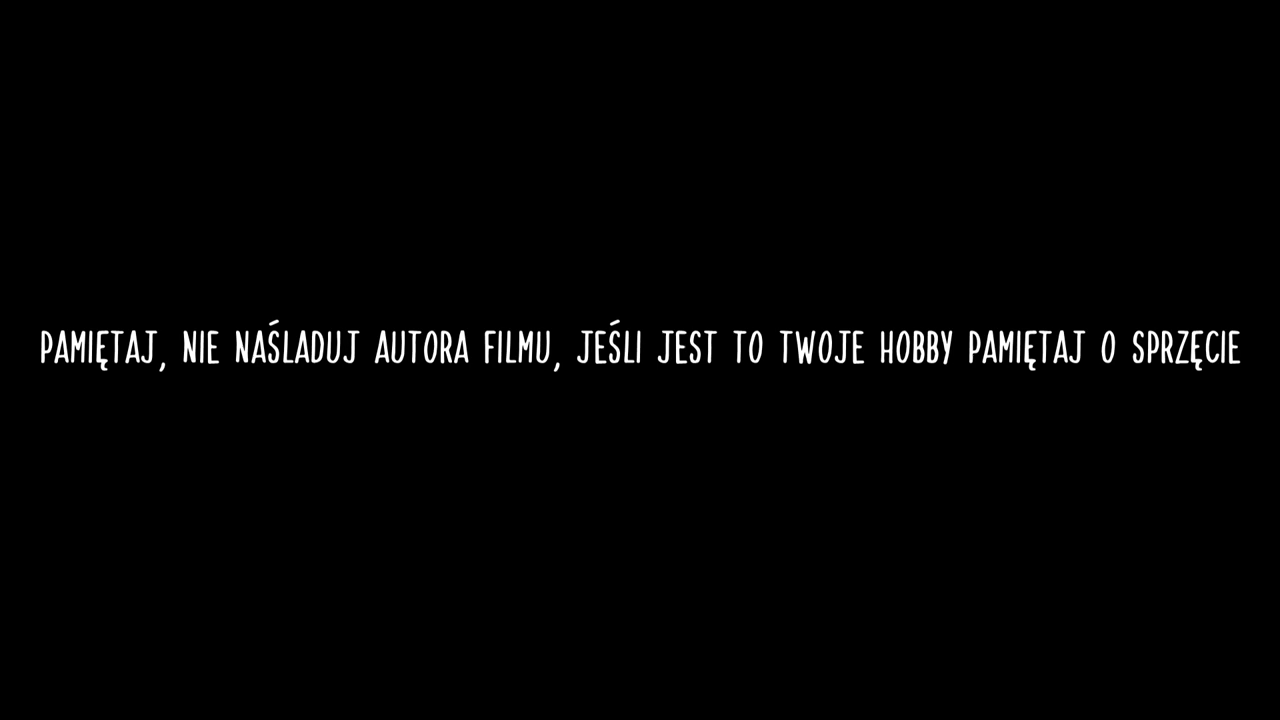 PAMIĘTAJ, NIE NAŚLADUJ AUTORA FILMU, JEŚLI JEST TO TWOJE HOBBY PAMIĘTAJ O SPRZĘCIE